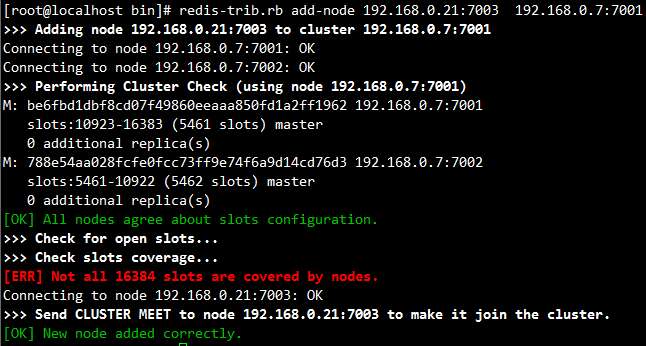 [root@localhost bin]# redis-trib.rb add-node 192.168.0.21:7003  192.168.0.7:7001
>>> Adding node 192.168.0.21:7003 to cluster 192.168.0.7:7001
Connecting to node 192.168.0.7:7001: OK
Connecting to node 192.168.0.7:7002: OK
>>> Performing Cluster Check (using node 192.168.0.7:7001)
M: be6fbd1dbf8cd07f49860eeaaa850fd1a2ff1962 192.168.0.7:7001
   slots:10923-16383 (5461 slots) master
   0 additional replica(s)
M: 788e54aa028fcfe0fcc73ff9e74f6a9d14cd76d3 192.168.0.7:7002
   slots:5461-10922 (5462 slots) master
   0 additional replica(s)
[OK] All nodes agree about slots configuration.
>>> Check for open slots...
>>> Check slots coverage...
[ERR] Not all 16384 slots are covered by nodes.
Connecting to node 192.168.0.21:7003: OK
>>> Send CLUSTER MEET to node 192.168.0.21:7003 to make it join the cluster.
[OK] New node added correctly.